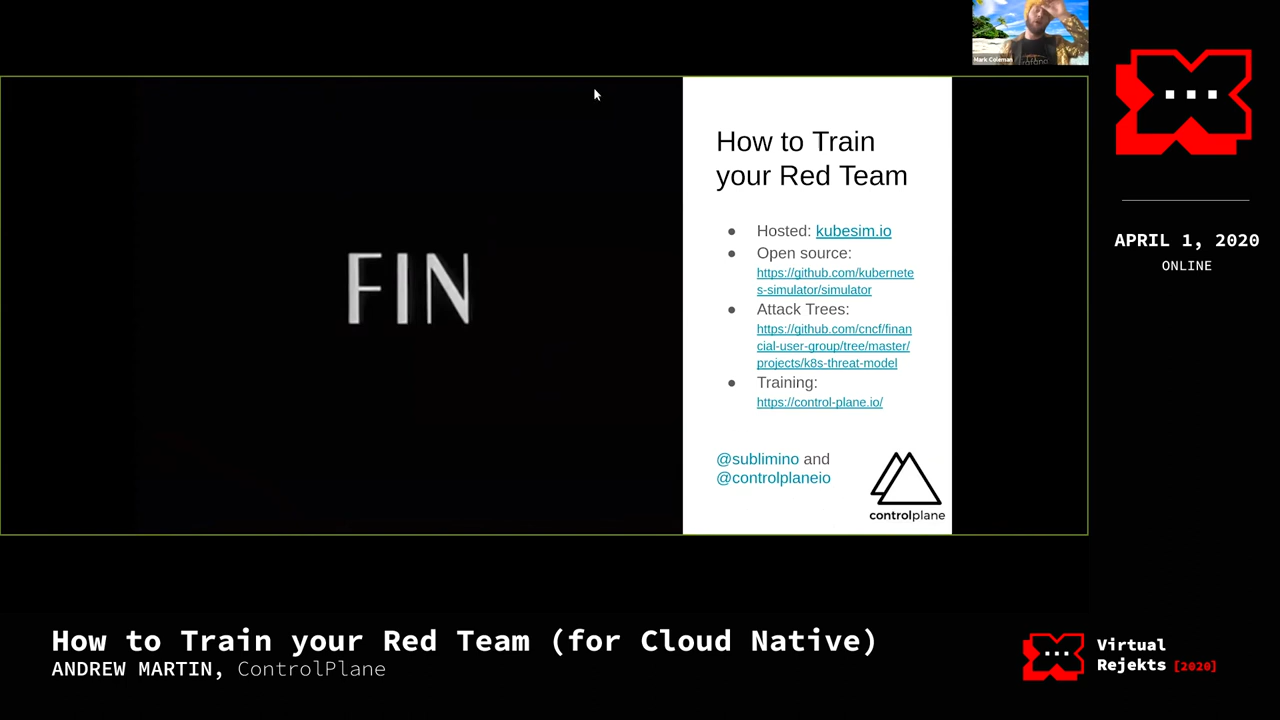 Mark Coleman
FIN
How to Train
your Red Team
● Hosted: kubesim.io
● Open source:
https://github.com/kubernete
s-simulator/simulator
● Attack Trees:
https://github.com/cncf/finan
cial-user-group/tree/master/
projects/k8s-threat-model
● Training:
https://control-plane.io/
@sublimino and
@controlplaneio
controlplane
APRIL 1, 2020
ONLINE
How to Train your Red Team (for Cloud Native)
ANDREW MARTIN, ControlPlane
Virtual
Rejekts [2020]